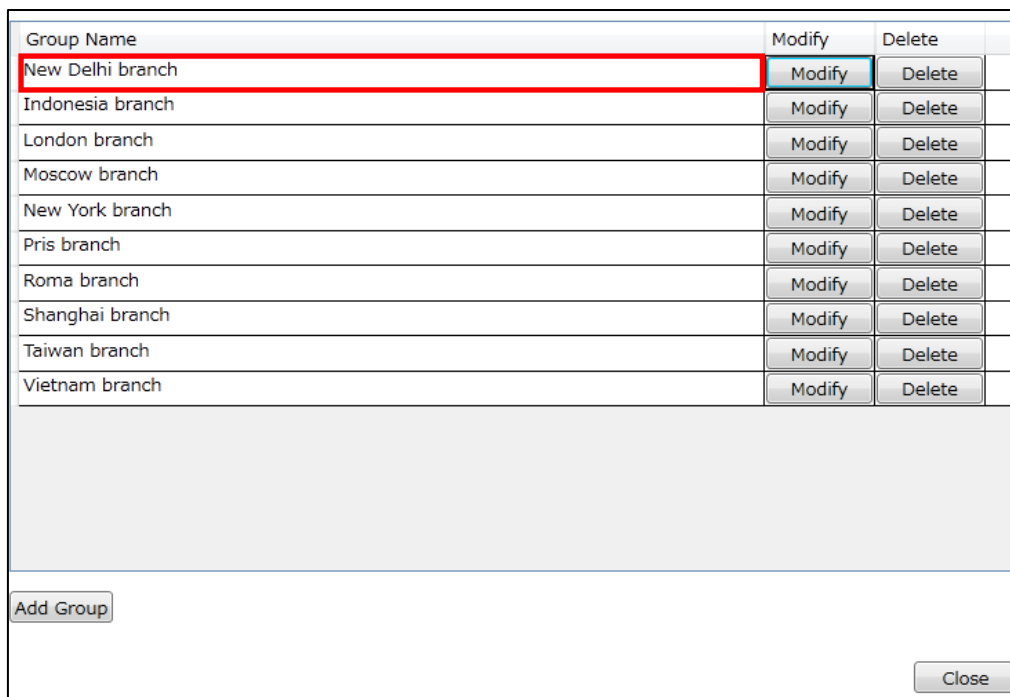 Group Name Modify Delete
New Delhi branch Modify Delete
Indonesia branch Modify Delete
London branch Modify Delete
Moscow branch Modify Delete
New York branch Modify Delete
Pris branch Modify Delete
Roma branch Modify Delete
Shanghai branch Modify Delete
Taiwan branch Modify Delete
Vietnam branch Modify Delete
Add Group
Close